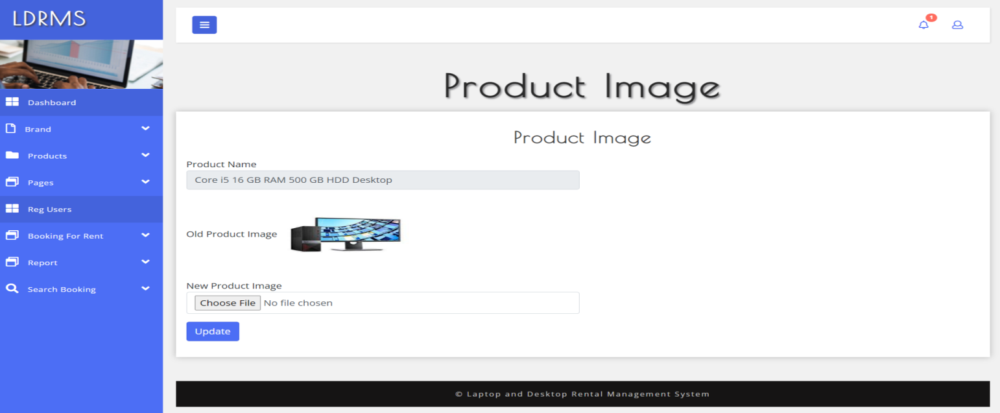 LDRMS
1
Dashboard
Brand
Products
Pages
Reg Users
Booking For Rent
Report
Search Booking
Product Image
Product Image
Product Name
Core i5 16 GB RAM 500 GB HDD Desktop
Old Product Image
New Product Image
Choose File No file chosen
Update
© Laptop and Desktop Rental Management System